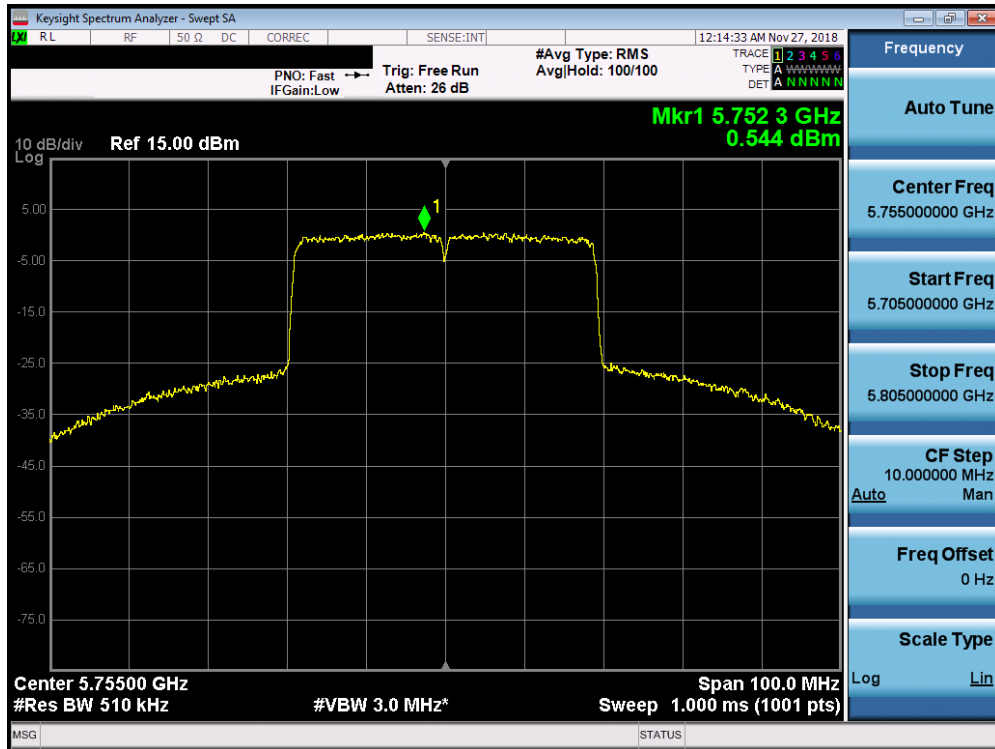 Keysight Spectrum Analyzer - Swept SA
LXI RL RF 50 Ω DC CORREC SENSE:INT 12:14:33 AM Nov 27, 2018
PNO: Fast
IFGain:Low
Trig: Free Run
Atten: 26 dB
#Avg Type: RMS
Avg|Hold: 100/100
TRACE 1 2 3 4 5 6
TYPE A WWWWW
DET A N N N N N
Mkr1 5.752 3 GHz
0.544 dBm
10 dB/div Ref 15.00 dBm
Log
1
5.00
-5.00
-15.0
-25.0
-35.0
-45.0
-55.0
-65.0
-75.0
Center 5.75500 GHz Span 100.0 MHz
#Res BW 510 kHz #VBW 3.0 MHz* Sweep 1.000 ms (1001 pts)
MSG STATUS
Frequency
Auto Tune
Center Freq
5.755000000 GHz
Start Freq
5.705000000 GHz
Stop Freq
5.805000000 GHz
CF Step
10.000000 MHz
Auto Man
Freq Offset
0 Hz
Scale Type
Log Lin